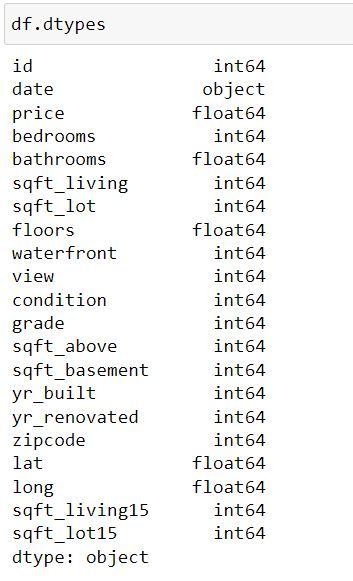 df.dtypes
id int64
date object
price float64
bedrooms int64
bathrooms float64
sqft_living int64
sqft_lot int64
floors float64
waterfront int64
view int64
condition int64
grade int64
sqft_above int64
sqft_basement int64
yr_built int64
yr_renovated int64
zipcode int64
lat float64
long float64
sqft_living15 int64
sqft_lot15 int64
dtype: object